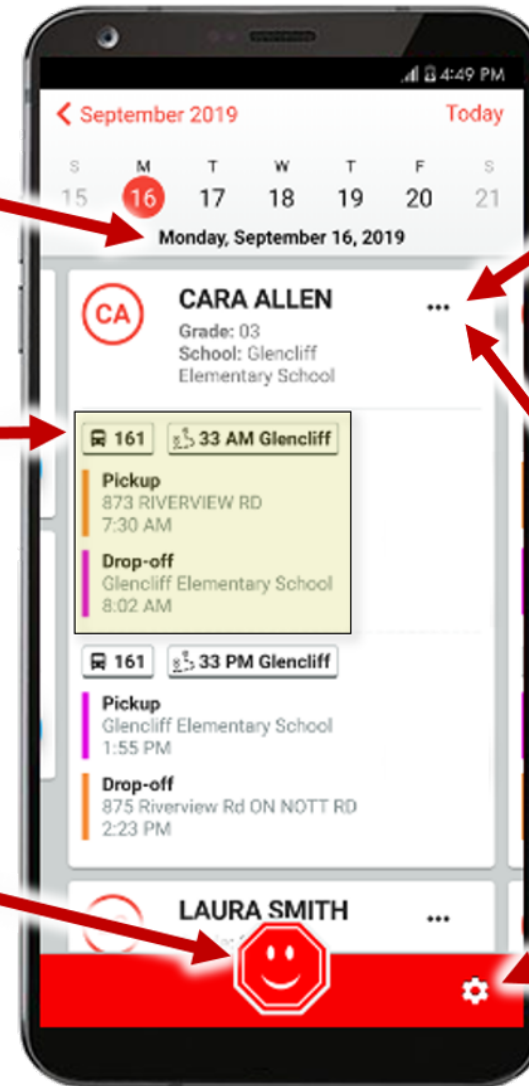 4:49 PM
September 2019
Today
S M T W T F S
15 16 17 18 19 20 21
Monday, September 16, 2019
CA
CARA ALLEN
...
Grade: 03
School: Glencliff
Elementary School
161
33 AM Glencliff
Pickup
873 RIVERVIEW RD
7:30 AM
Drop-off
Glencliff Elementary School
8:02 AM
161
33 PM Glencliff
Pickup
Glencliff Elementary School
1:55 PM
Drop-off
875 Riverview Rd ON NOTT RD
2:23 PM
LAURA SMITH
...